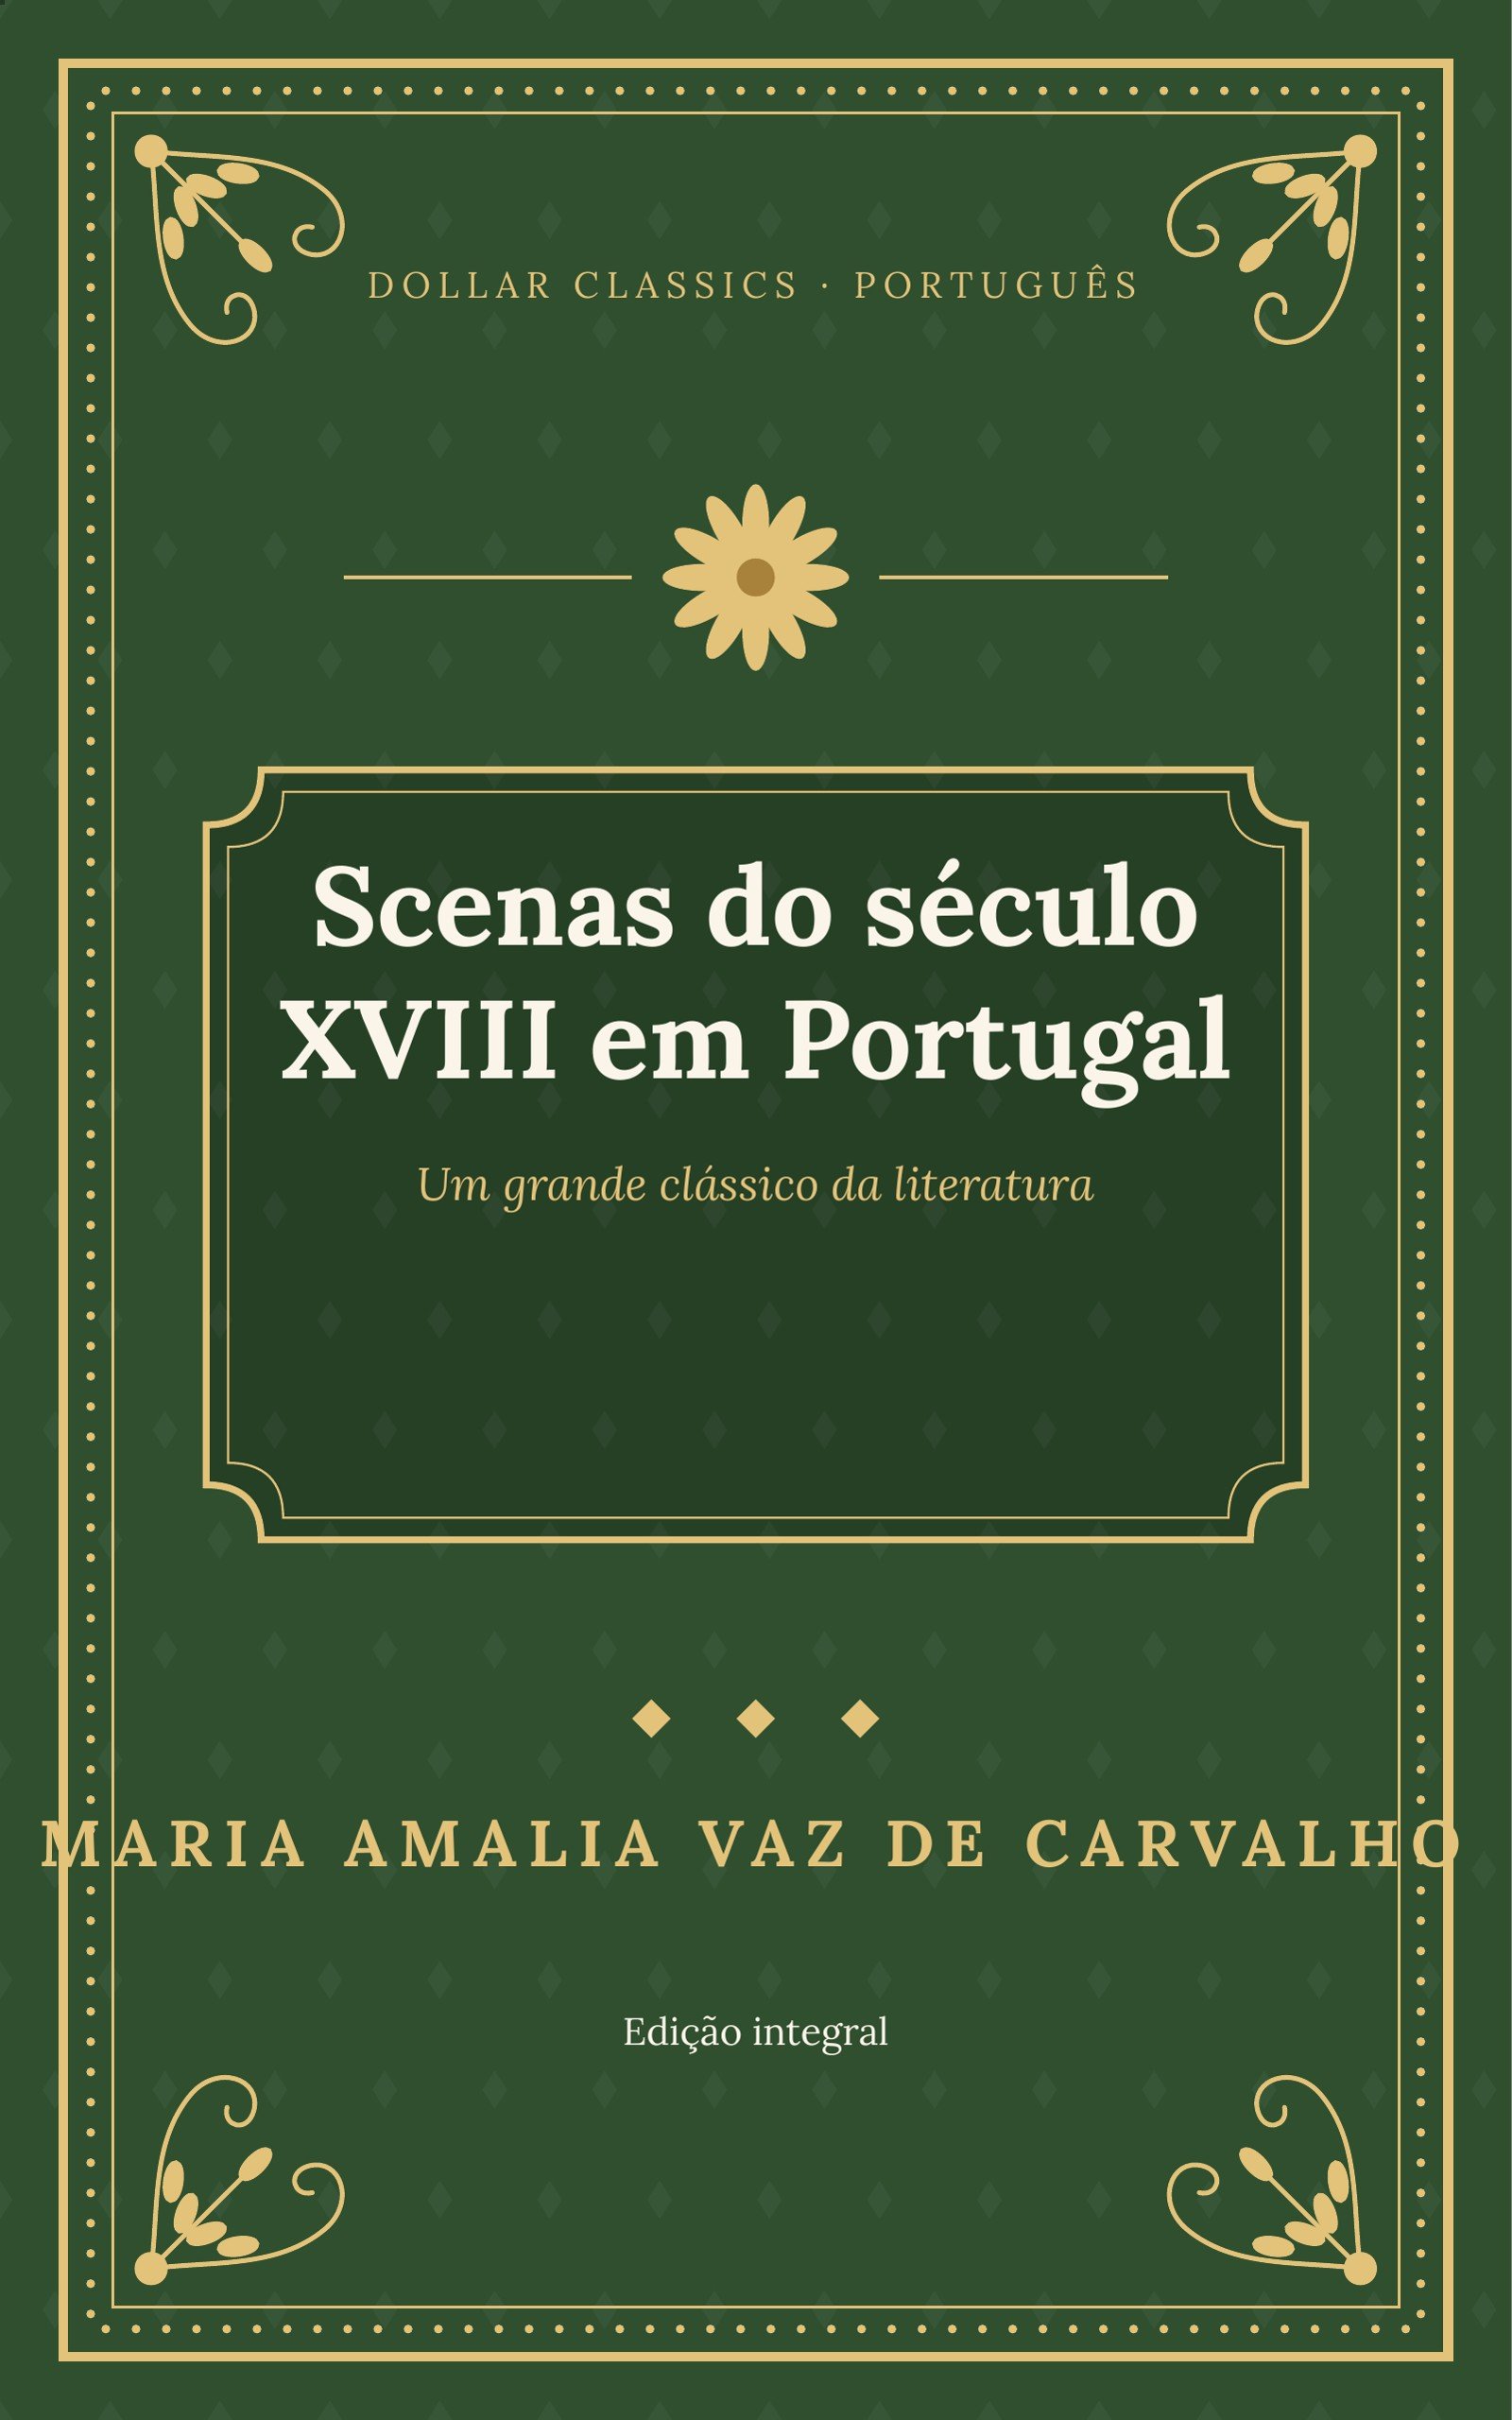 DOLLAR CLASSICS · PORTUGUÊS
Scenas do século
XVIII em Portugal
Um grande clássico da literatura
MARIA AMALIA VAZ DE CARVALHO
Edição integral